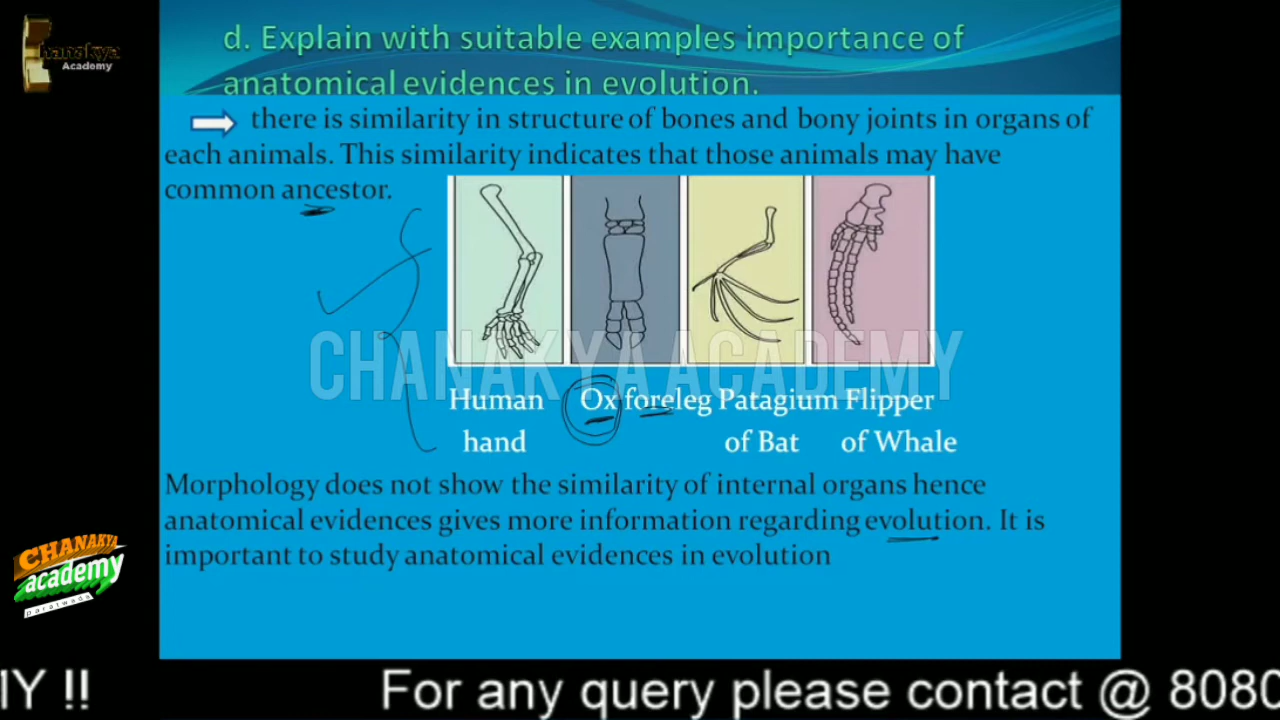 Chanakya
Academy
d. Explain with suitable examples importance of
anatomical evidences in evolution.
there is similarity in structure of bones and bony joints in organs of
each animals. This similarity indicates that those animals may have
common ancestor.
CHANAKYA ACADEMY
Human Ox foreleg Patagium Flipper
hand of Bat of Whale
Morphology does not show the similarity of internal organs hence
anatomical evidences gives more information regarding evolution. It is
important to study anatomical evidences in evolution
CHANAKYA
academy
paratwada
MY !! For any query please contact @ 8080